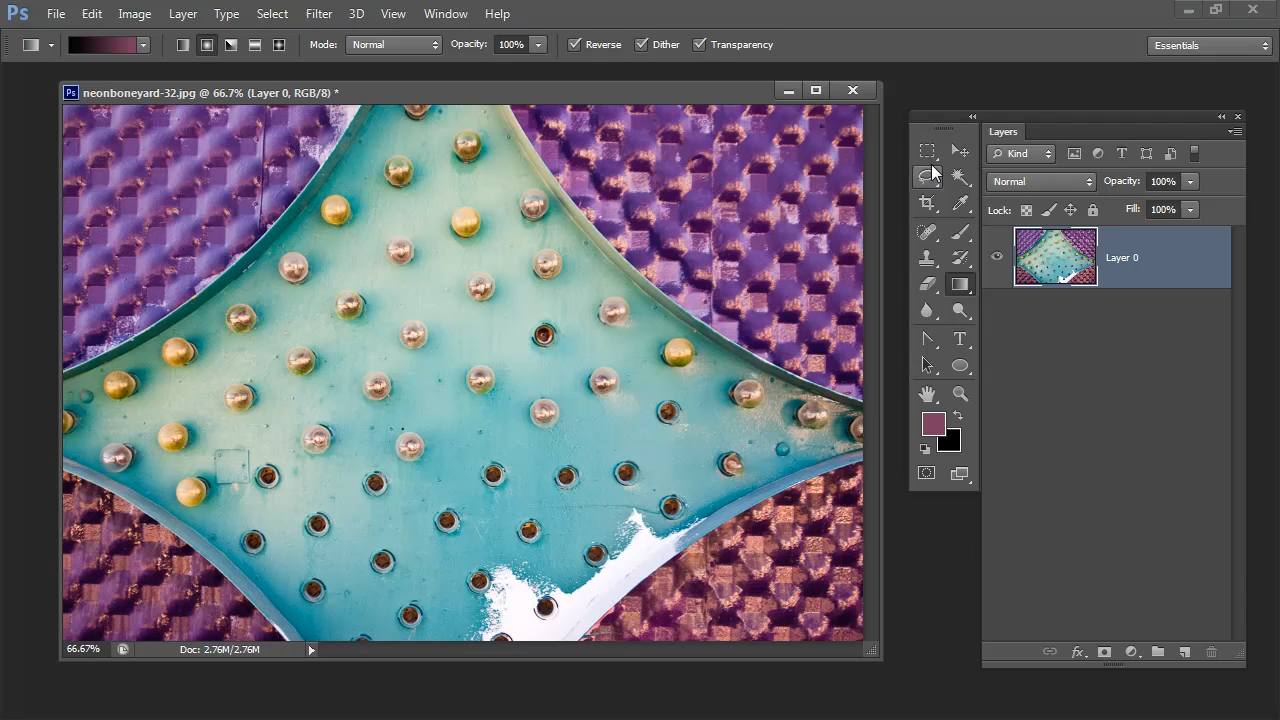 Ps File Edit Image Layer Type Select Filter 3D View Window Help
Mode: Normal Opacity: 100% Reverse Dither Transparency Essentials
Ps neonboneyard-32.jpg @ 66.7% (Layer 0, RGB/8) *
Layers
Kind
Normal Opacity: 100%
Lock: Fill: 100%
Layer 0
66.67% Doc: 2.76M/2.76M